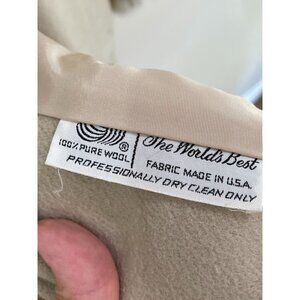 100% PURE WOOL ®
The World's Best
FABRIC MADE IN U.S.A.
PROFESSIONALLY DRY CLEAN ONLY